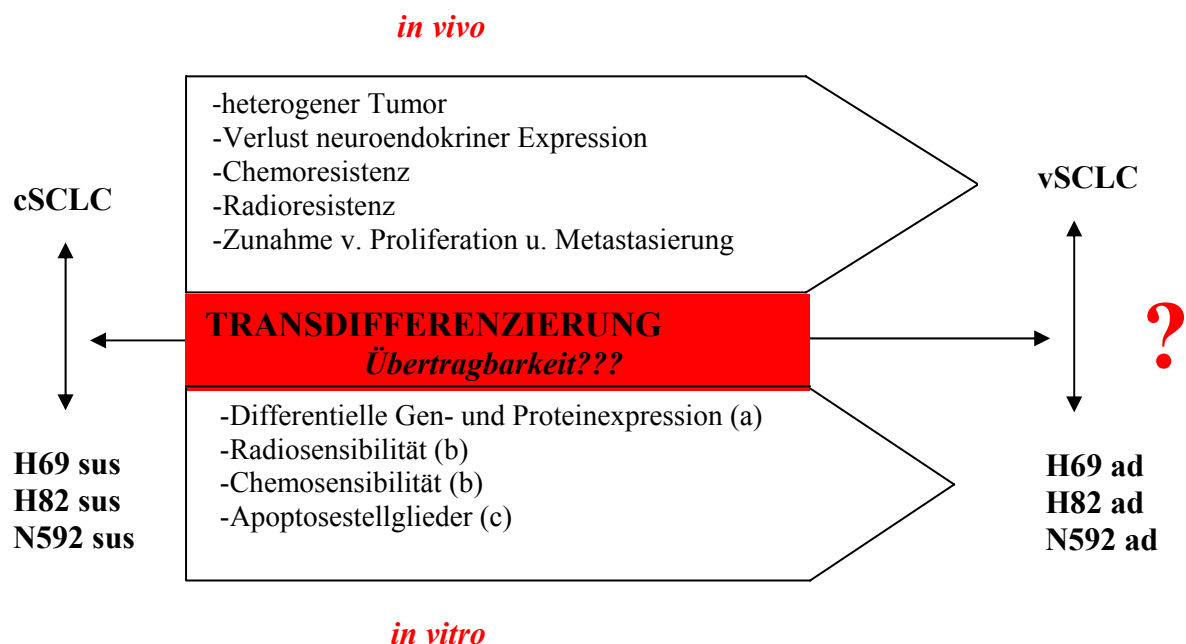 in vivo
-heterogener Tumor
-Verlust neuroendokriner Expression
-Chemoresistenz
-Radioresistenz
-Zunahme v. Proliferation u. Metastasierung
cSCLC
vSCLC
TRANSDIFFERENZIERUNG
Übertragbarkeit???
?
-Differentielle Gen- und Proteinexpression (a)
-Radiosensibilität (b)
-Chemosensibilität (b)
-Apoptosestellglieder (c)
H69 sus
H82 sus
N592 sus
H69 ad
H82 ad
N592 ad
in vitro